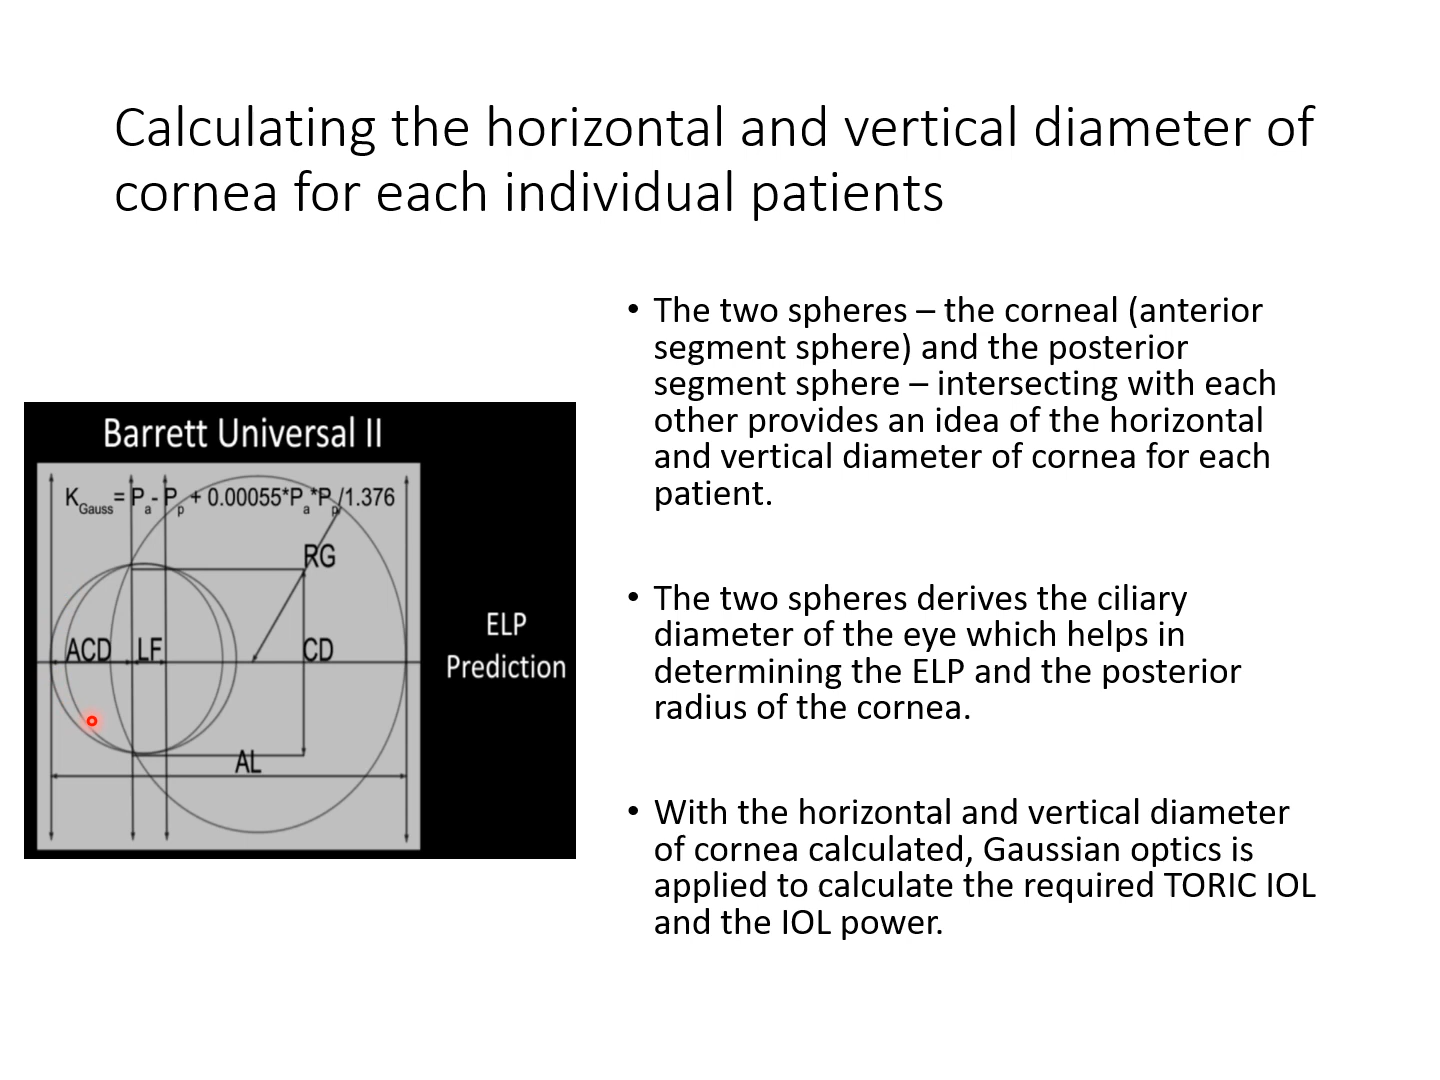 Calculating the horizontal and vertical diameter of
cornea for each individual patients
Barrett Universal II
K_Gauss = P_a - P_p + 0.00055*P_a*P_p/1.376
RG
ACD LF CD
AL
ELP
Prediction
• The two spheres – the corneal (anterior
segment sphere) and the posterior
segment sphere – intersecting with each
other provides an idea of the horizontal
and vertical diameter of cornea for each
patient.
• The two spheres derives the ciliary
diameter of the eye which helps in
determining the ELP and the posterior
radius of the cornea.
• With the horizontal and vertical diameter
of cornea calculated, Gaussian optics is
applied to calculate the required TORIC IOL
and the IOL power.